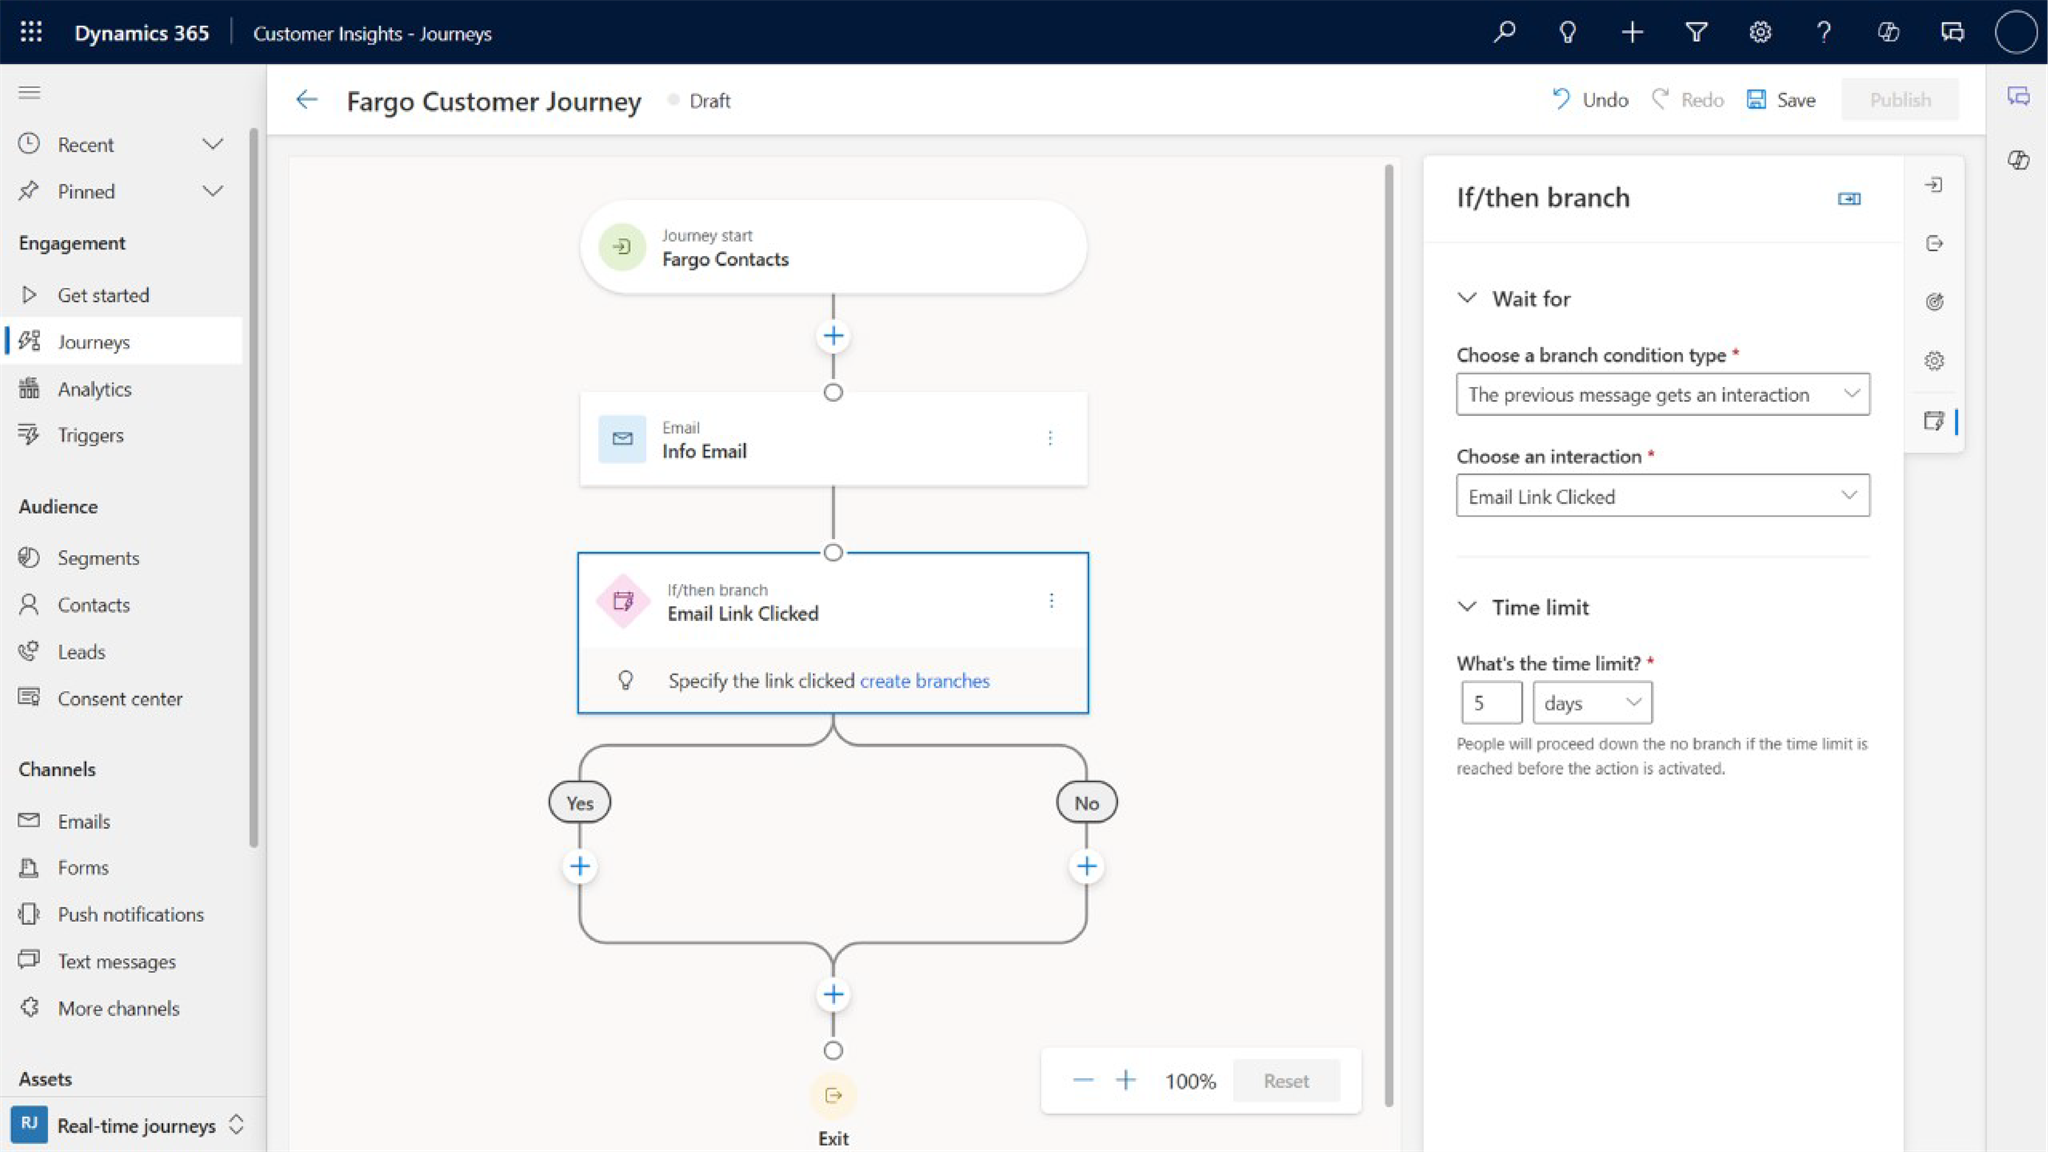 Dynamics 365
Customer Insights - Journeys
Fargo Customer Journey
Draft
Undo
Redo
Save
Publish
Recent
Pinned
Engagement
Get started
Journeys
Analytics
Triggers
Audience
Segments
Contacts
Leads
Consent center
Channels
Emails
Forms
Push notifications
Text messages
More channels
Assets
RJ
Real-time journeys
Journey start
Fargo Contacts
Email
Info Email
If/then branch
Email Link Clicked
Specify the link clicked create branches
Yes
No
Exit
100%
Reset
If/then branch
Wait for
Choose a branch condition type *
The previous message gets an interaction
Choose an interaction *
Email Link Clicked
Time limit
What's the time limit? *
5
days
People will proceed down the no branch if the time limit is
reached before the action is activated.